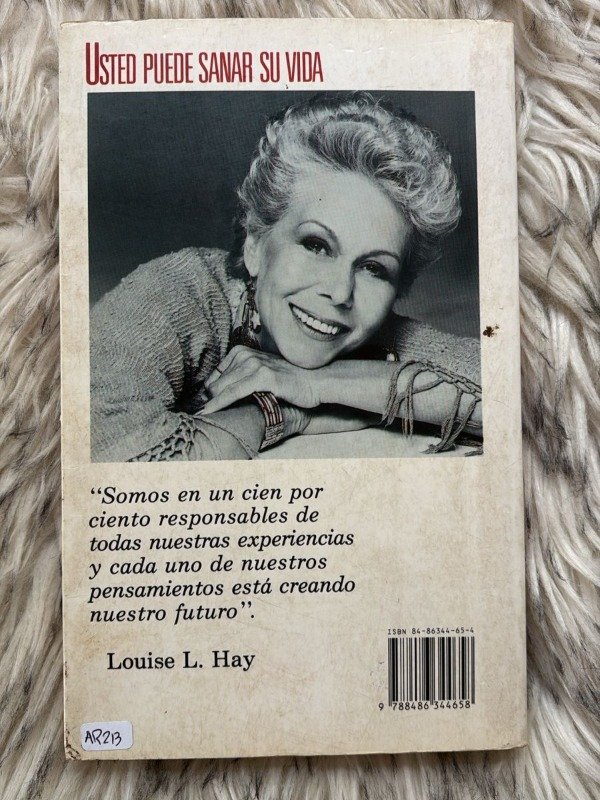 USTED PUEDE SANAR SU VIDA
“Somos en un cien por
ciento responsables de
todas nuestras experiencias
y cada uno de nuestros
pensamientos está creando
nuestro futuro”.
Louise L. Hay
ISBN 84-86344-65-4
9 788486 344658
AP213